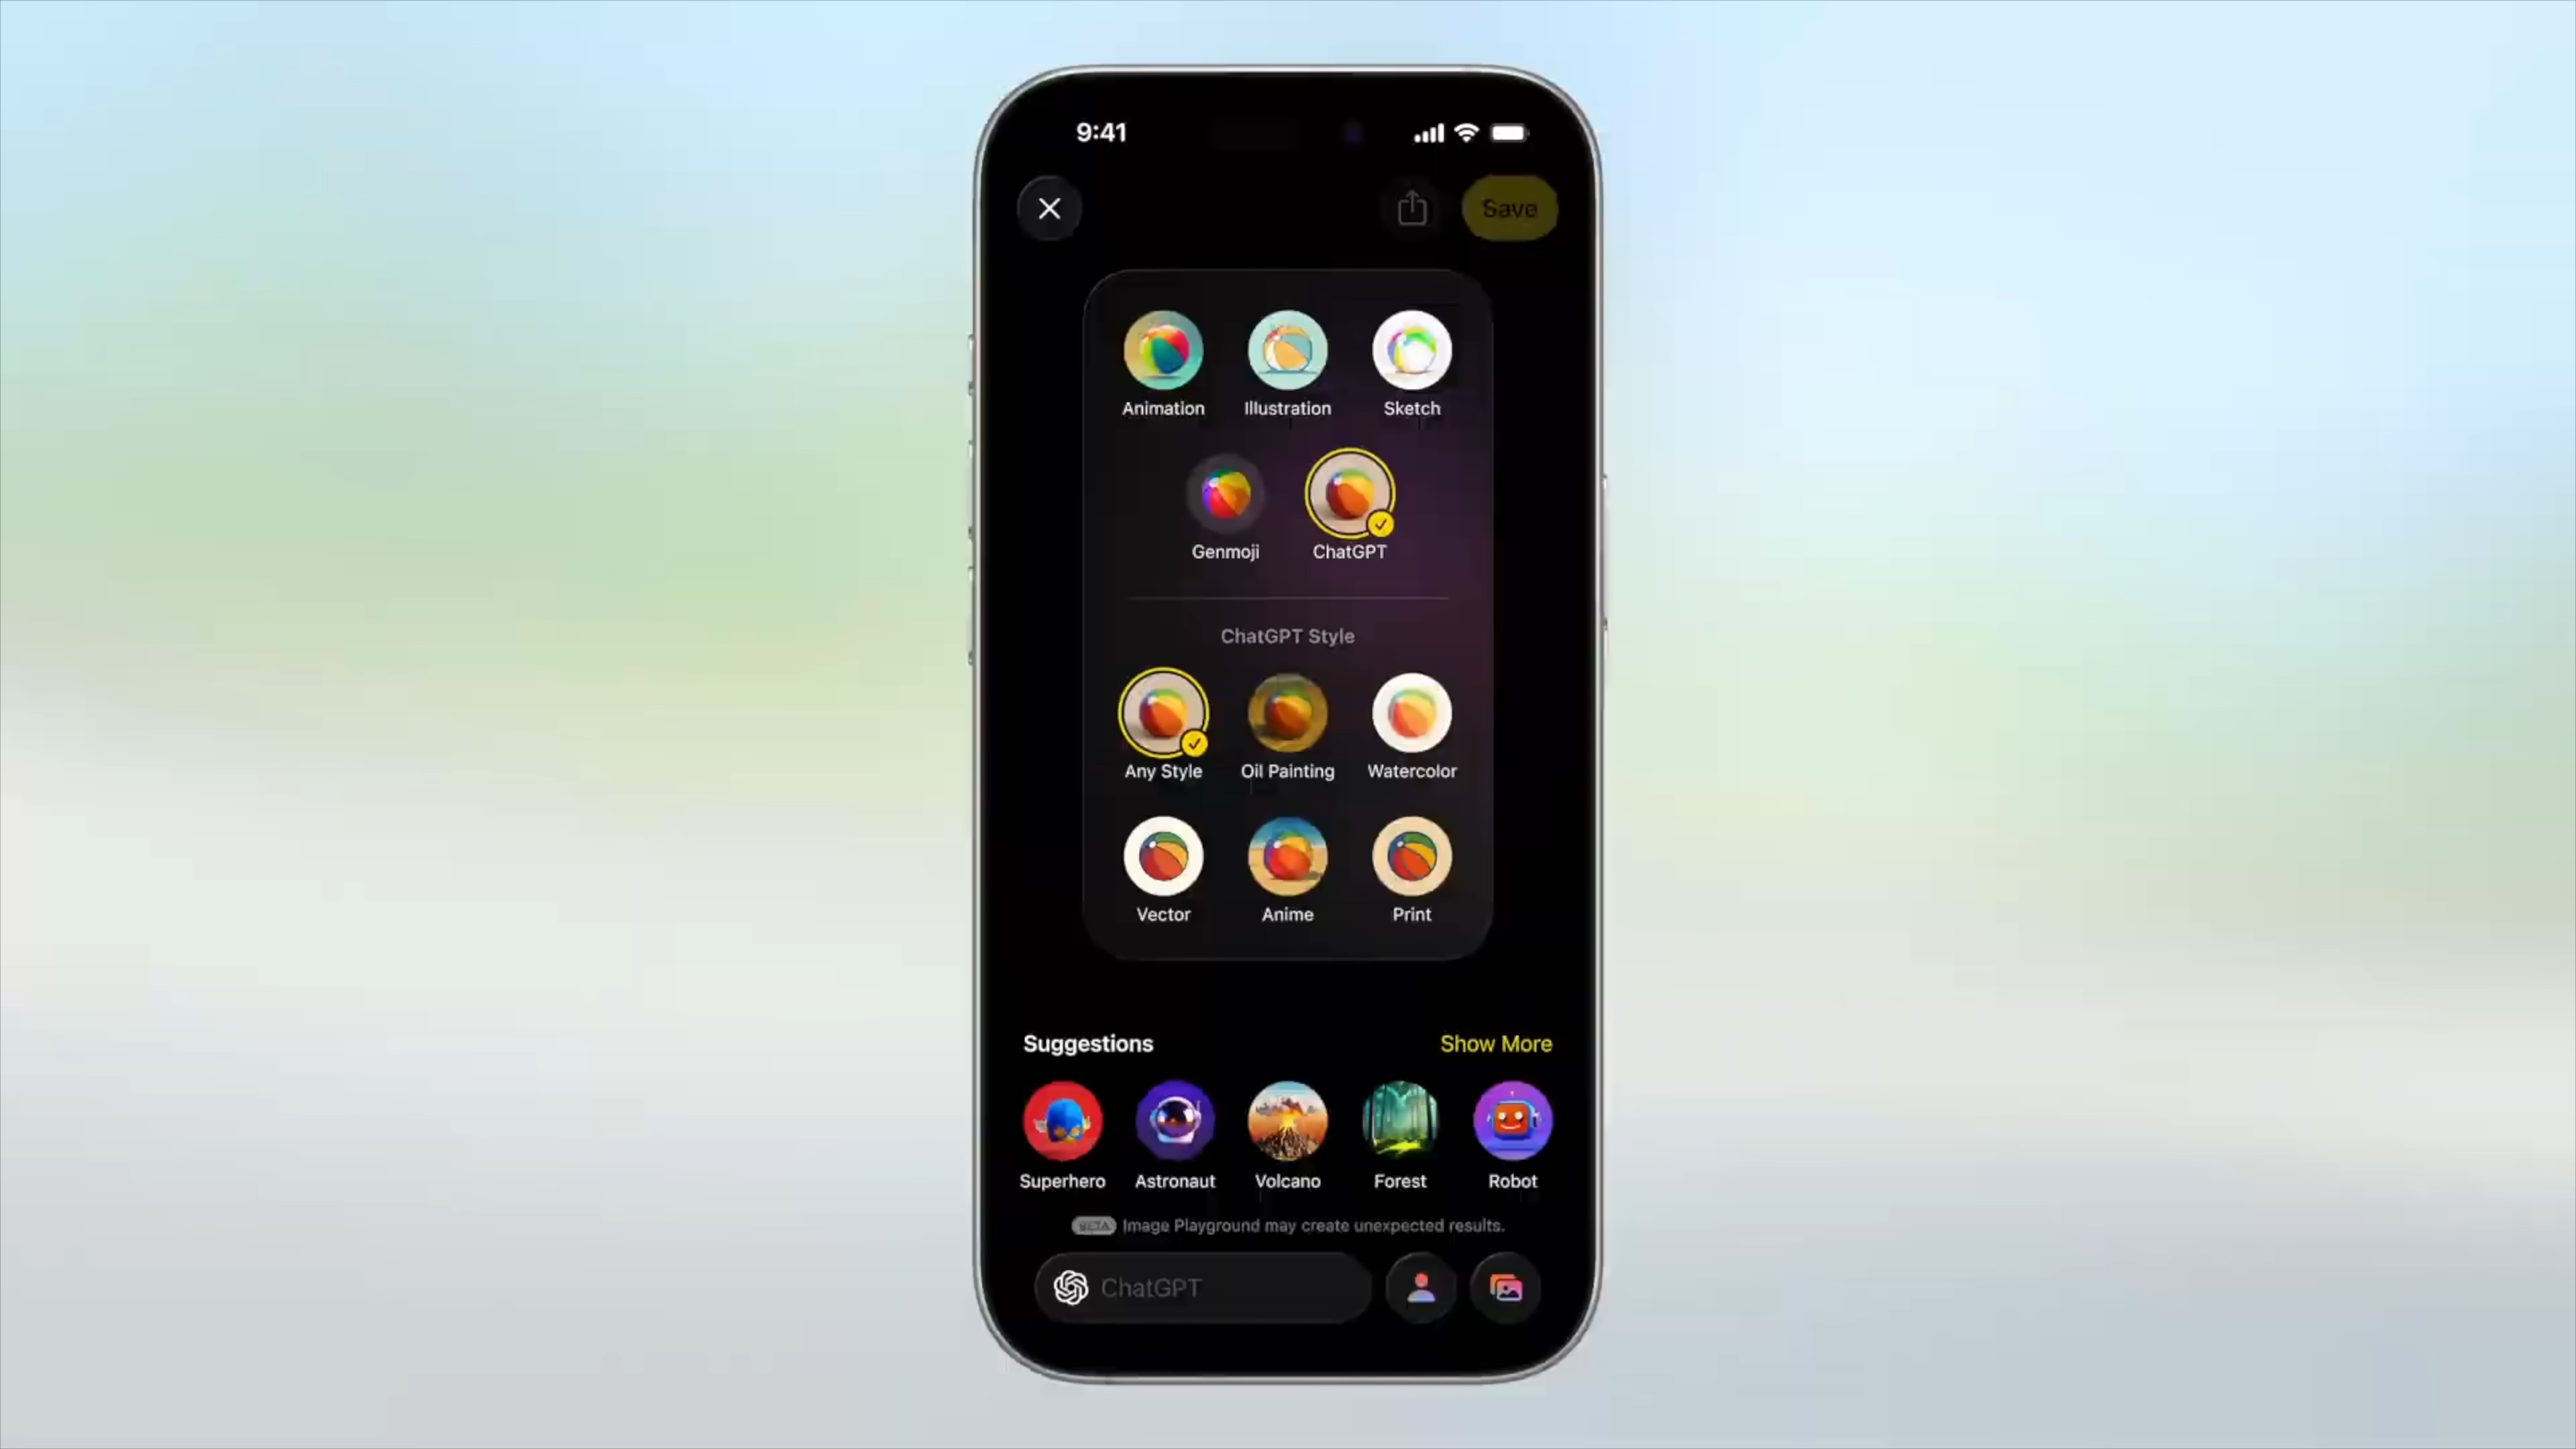 9:41
Save
Animation Illustration Sketch
Genmoji ChatGPT
ChatGPT Style
Any Style Oil Painting Watercolor
Vector Anime Print
Suggestions Show More
Superhero Astronaut Volcano Forest Robot
BETA Image Playground may create unexpected results.
ChatGPT